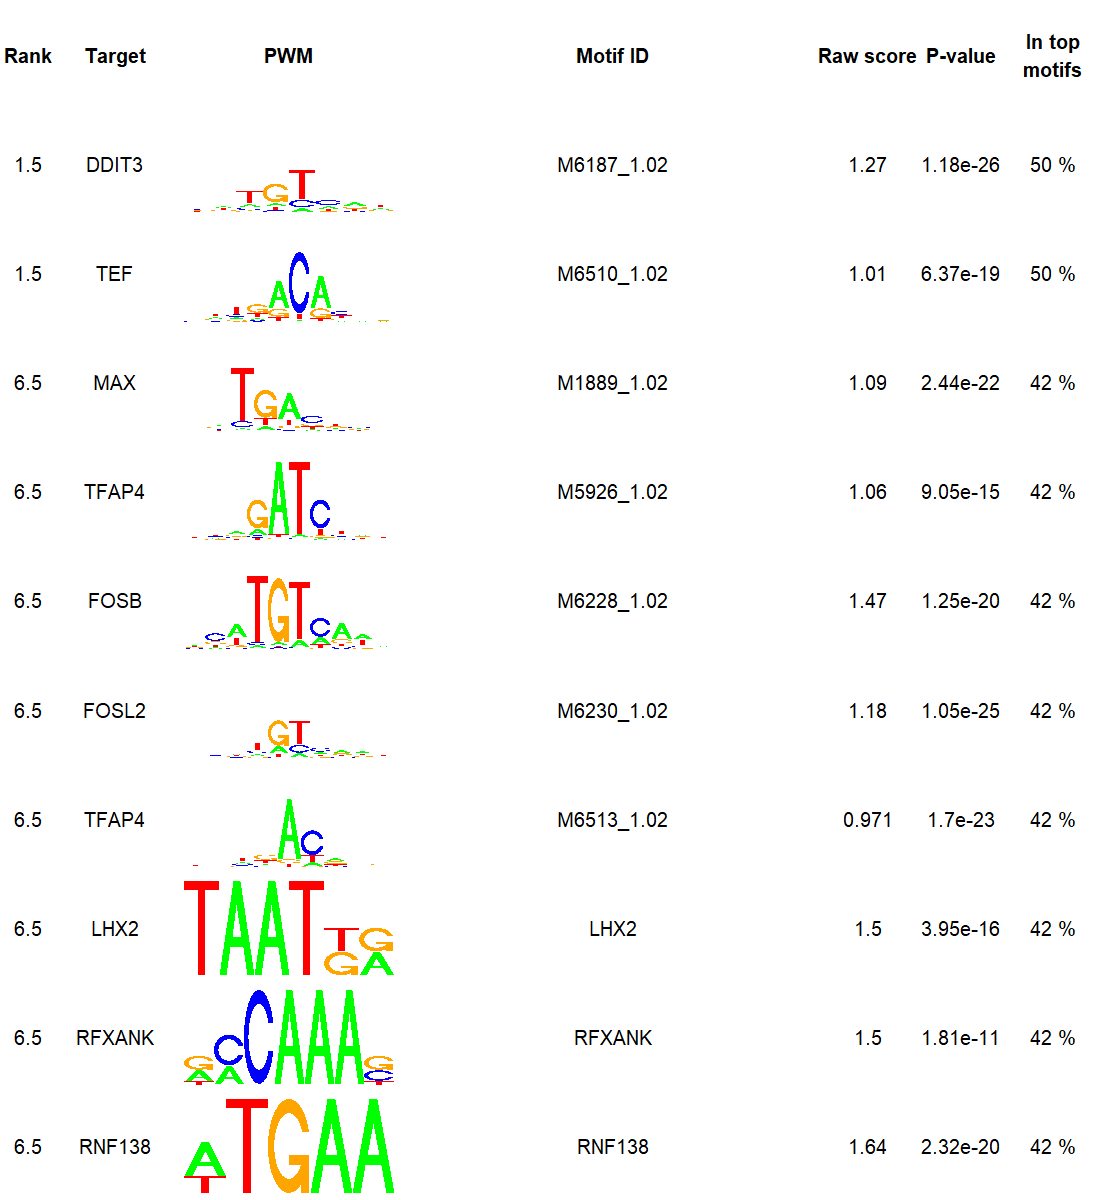 Rank Target PWM Motif ID Raw score P-value In top motifs
1.5 DDIT3 M6187_1.02 1.27 1.18e-26 50 %
1.5 TEF M6510_1.02 1.01 6.37e-19 50 %
6.5 MAX M1889_1.02 1.09 2.44e-22 42 %
6.5 TFAP4 M5926_1.02 1.06 9.05e-15 42 %
6.5 FOSB M6228_1.02 1.47 1.25e-20 42 %
6.5 FOSL2 M6230_1.02 1.18 1.05e-25 42 %
6.5 TFAP4 M6513_1.02 0.971 1.7e-23 42 %
6.5 LHX2 LHX2 1.5 3.95e-16 42 %
6.5 RFXANK RFXANK 1.5 1.81e-11 42 %
6.5 RNF138 RNF138 1.64 2.32e-20 42 %